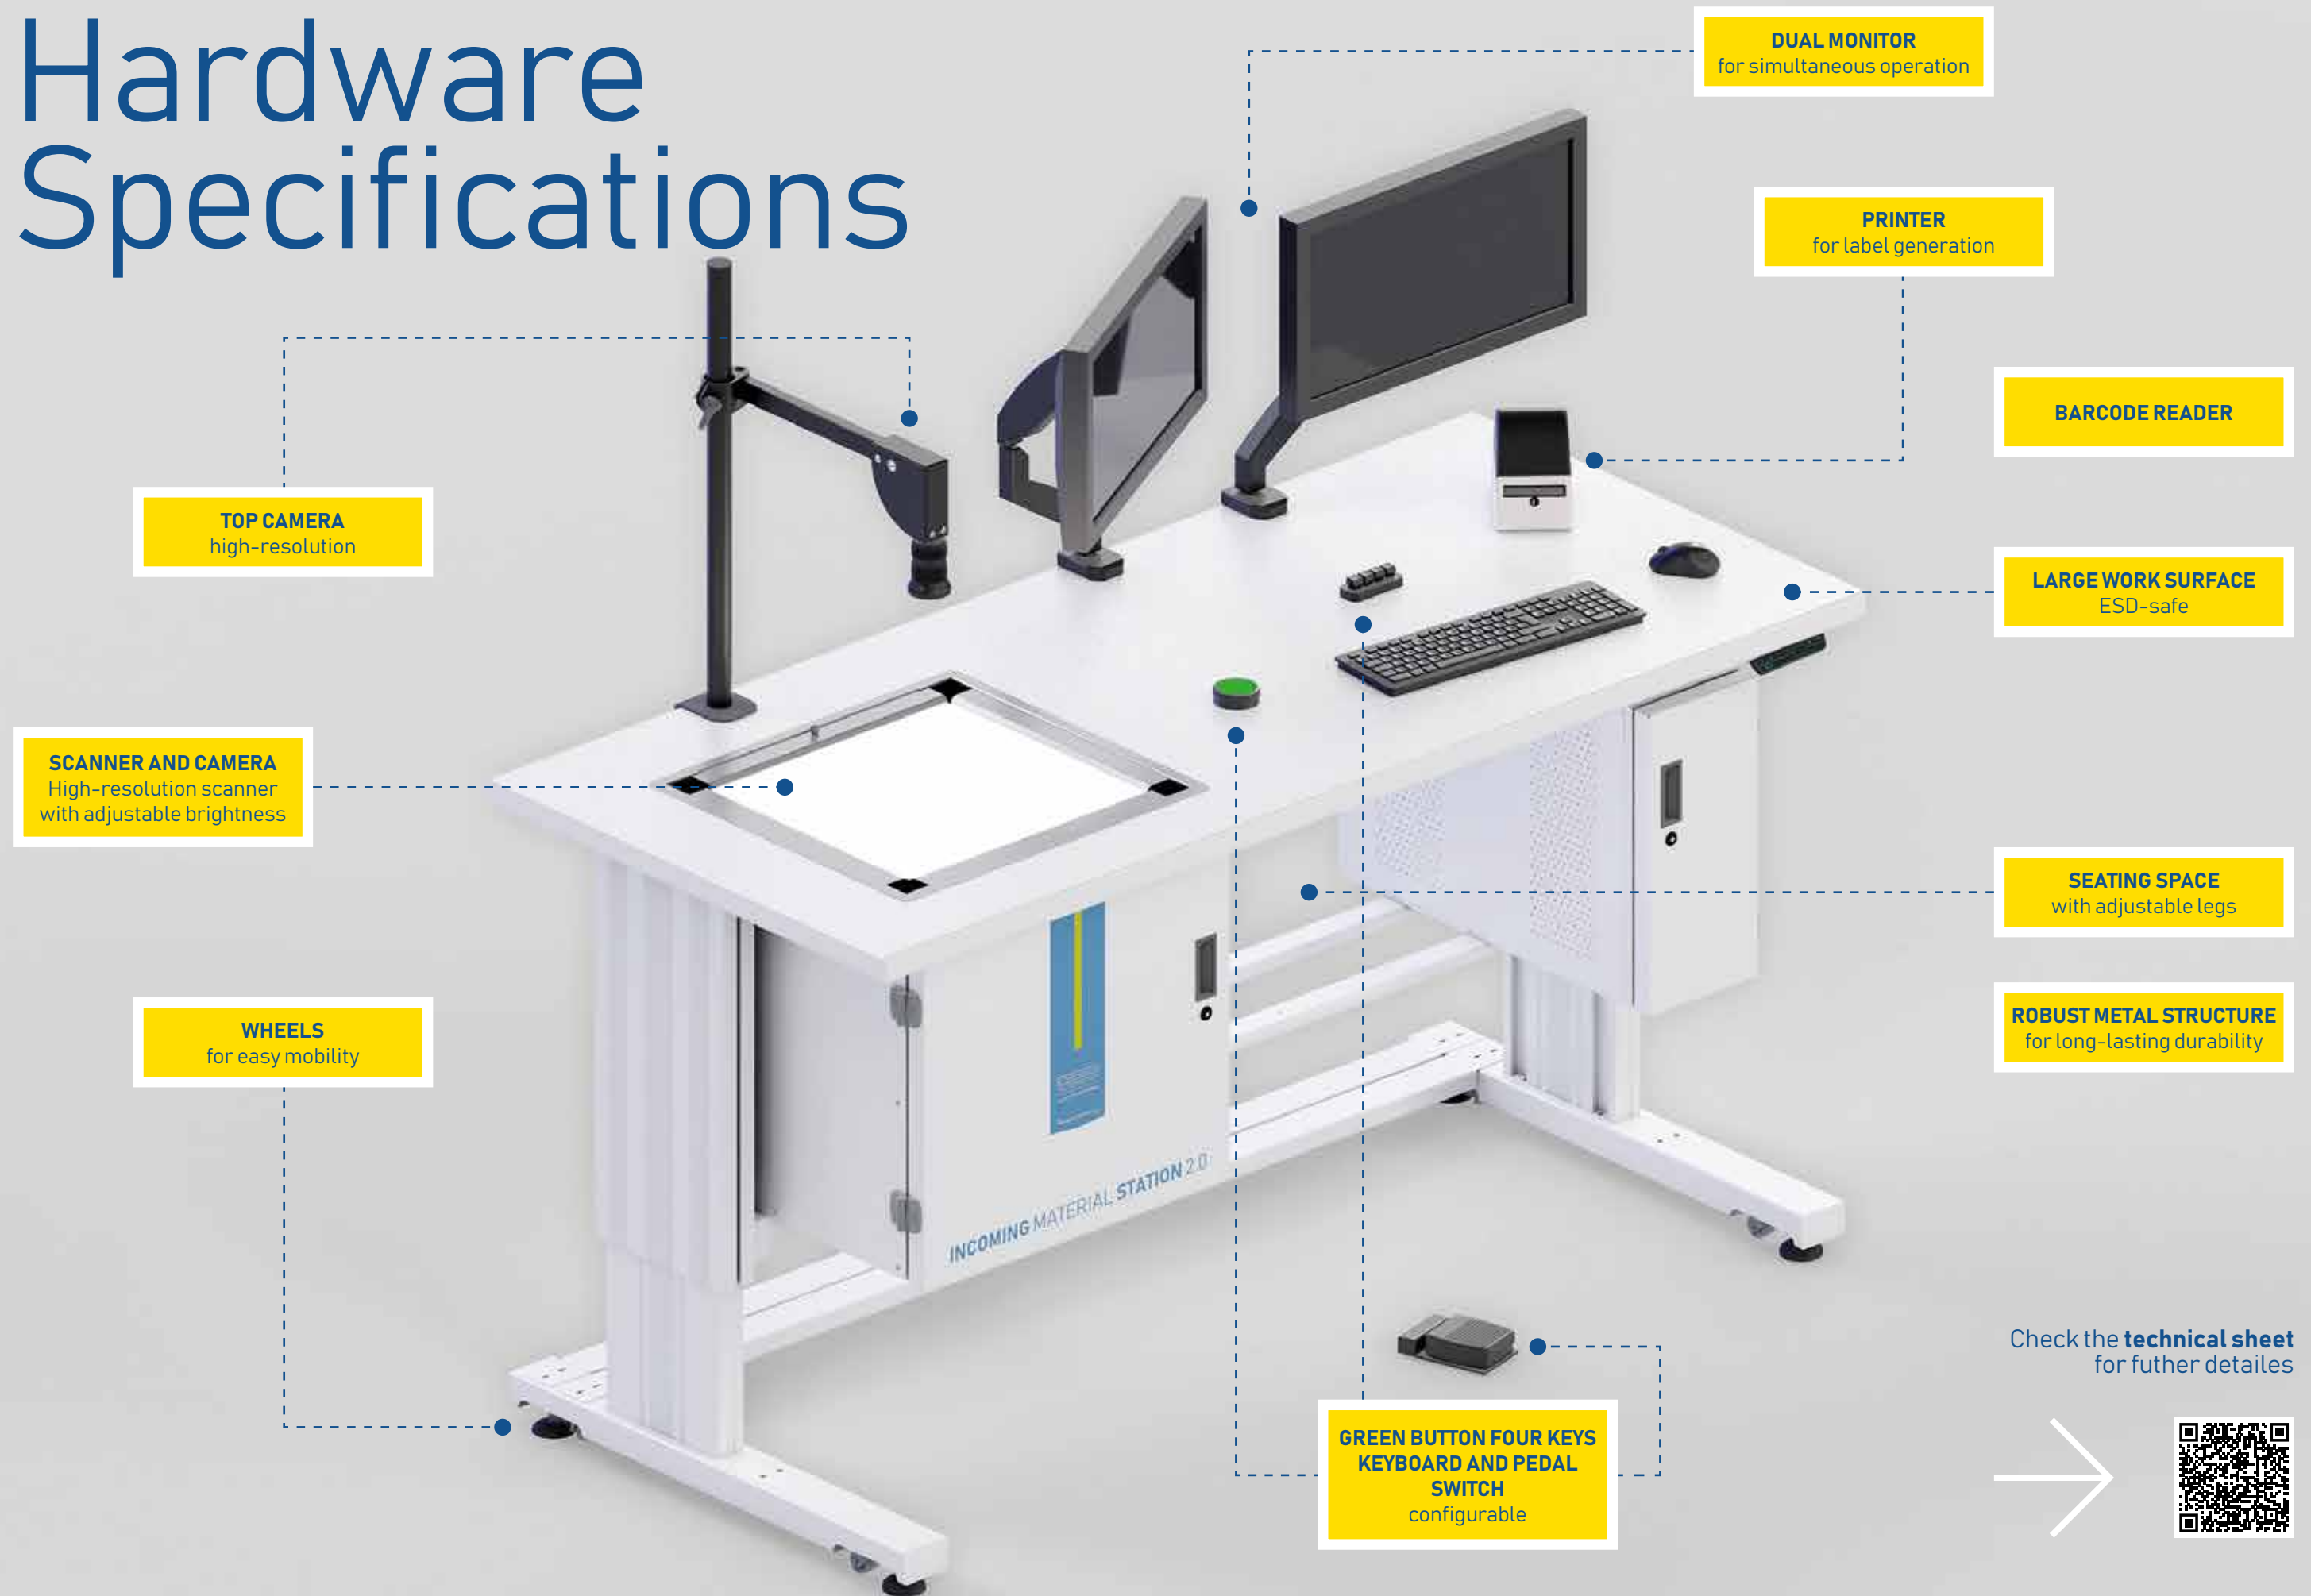 Hardware
Specifications
DUAL MONITOR
for simultaneous operation
PRINTER
for label generation
BARCODE READER
TOP CAMERA
high-resolution
LARGE WORK SURFACE
ESD-safe
SCANNER AND CAMERA
High-resolution scanner
with adjustable brightness
SEATING SPACE
with adjustable legs
WHEELS
for easy mobility
ROBUST METAL STRUCTURE
for long-lasting durability
INCOMING MATERIAL STATION 2.0
GREEN BUTTON FOUR KEYS
KEYBOARD AND PEDAL
SWITCH
configurable
Check the technical sheet
for futher detailes